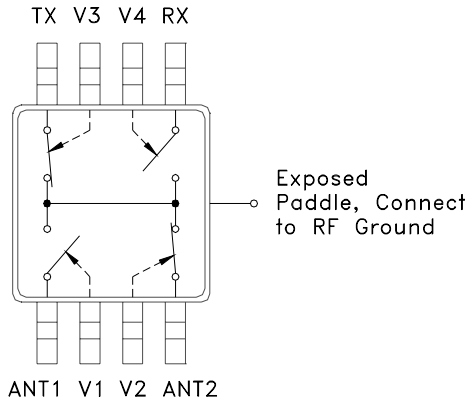 TX V3 V4 RX
Exposed
Paddle, Connect
to RF Ground
ANT1 V1 V2 ANT2